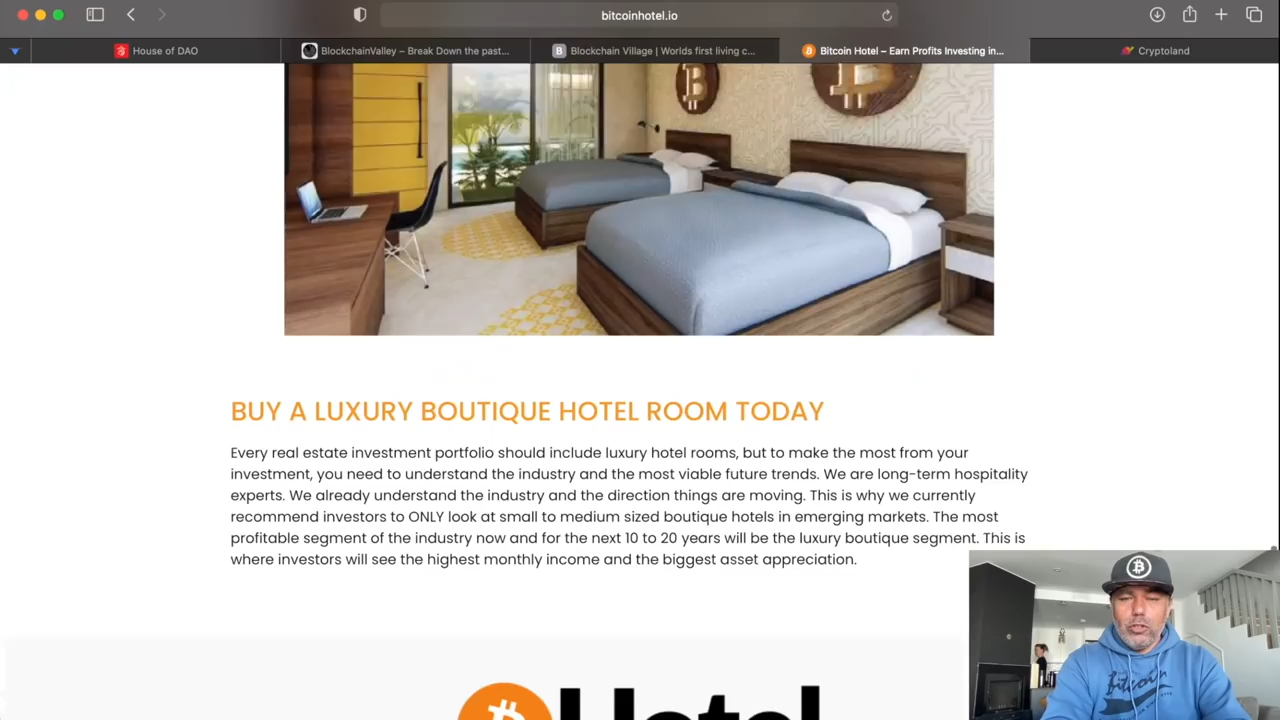 bitcoinhotel.io
House of DAO
BlockchainValley – Break Down the past...
Blockchain Village | Worlds first living c...
Bitcoin Hotel – Earn Profits Investing in...
Cryptoland
BUY A LUXURY BOUTIQUE HOTEL ROOM TODAY
Every real estate investment portfolio should include luxury hotel rooms, but to make the most from your
investment, you need to understand the industry and the most viable future trends. We are long-term hospitality
experts. We already understand the industry and the direction things are moving. This is why we currently
recommend investors to ONLY look at small to medium sized boutique hotels in emerging markets. The most
profitable segment of the industry now and for the next 10 to 20 years will be the luxury boutique segment. This is
where investors will see the highest monthly income and the biggest asset appreciation.
Hotel
bitcoin